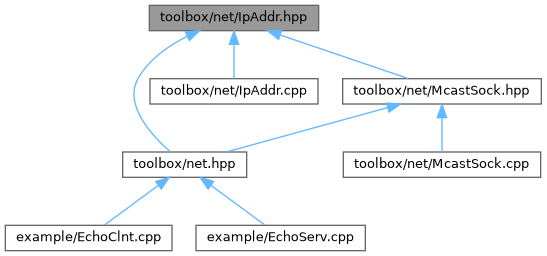 toolbox/net/IpAddr.hpp
toolbox/net/IpAddr.cpp
toolbox/net/McastSock.hpp
toolbox/net.hpp
toolbox/net/McastSock.cpp
example/EchoClnt.cpp
example/EchoServ.cpp